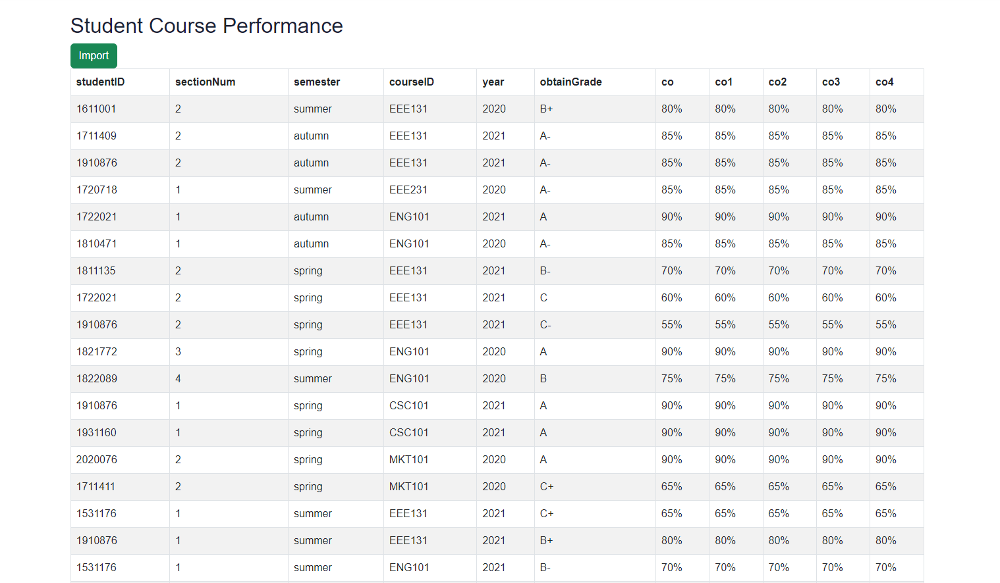 Student Course Performance
Import
studentID sectionNum semester courseID year obtainGrade co co1 co2 co3 co4
1611001 2 summer EEE131 2020 B+ 80% 80% 80% 80% 80%
1711409 2 autumn EEE131 2021 A- 85% 85% 85% 85% 85%
1910876 2 autumn EEE131 2021 A- 85% 85% 85% 85% 85%
1720718 1 summer EEE231 2020 A- 85% 85% 85% 85% 85%
1722021 1 autumn ENG101 2021 A 90% 90% 90% 90% 90%
1810471 1 autumn ENG101 2020 A- 85% 85% 85% 85% 85%
1811135 2 spring EEE131 2021 B- 70% 70% 70% 70% 70%
1722021 2 spring EEE131 2021 C 60% 60% 60% 60% 60%
1910876 2 spring EEE131 2021 C- 55% 55% 55% 55% 55%
1821772 3 spring ENG101 2020 A 90% 90% 90% 90% 90%
1822089 4 summer ENG101 2020 B 75% 75% 75% 75% 75%
1910876 1 spring CSC101 2021 A 90% 90% 90% 90% 90%
1931160 1 spring CSC101 2021 A 90% 90% 90% 90% 90%
2020076 2 spring MKT101 2020 A 90% 90% 90% 90% 90%
1711411 2 spring MKT101 2020 C+ 65% 65% 65% 65% 65%
1531176 1 summer EEE131 2021 C+ 65% 65% 65% 65% 65%
1910876 1 summer EEE131 2021 B+ 80% 80% 80% 80% 80%
1531176 1 summer ENG101 2021 B- 70% 70% 70% 70% 70%